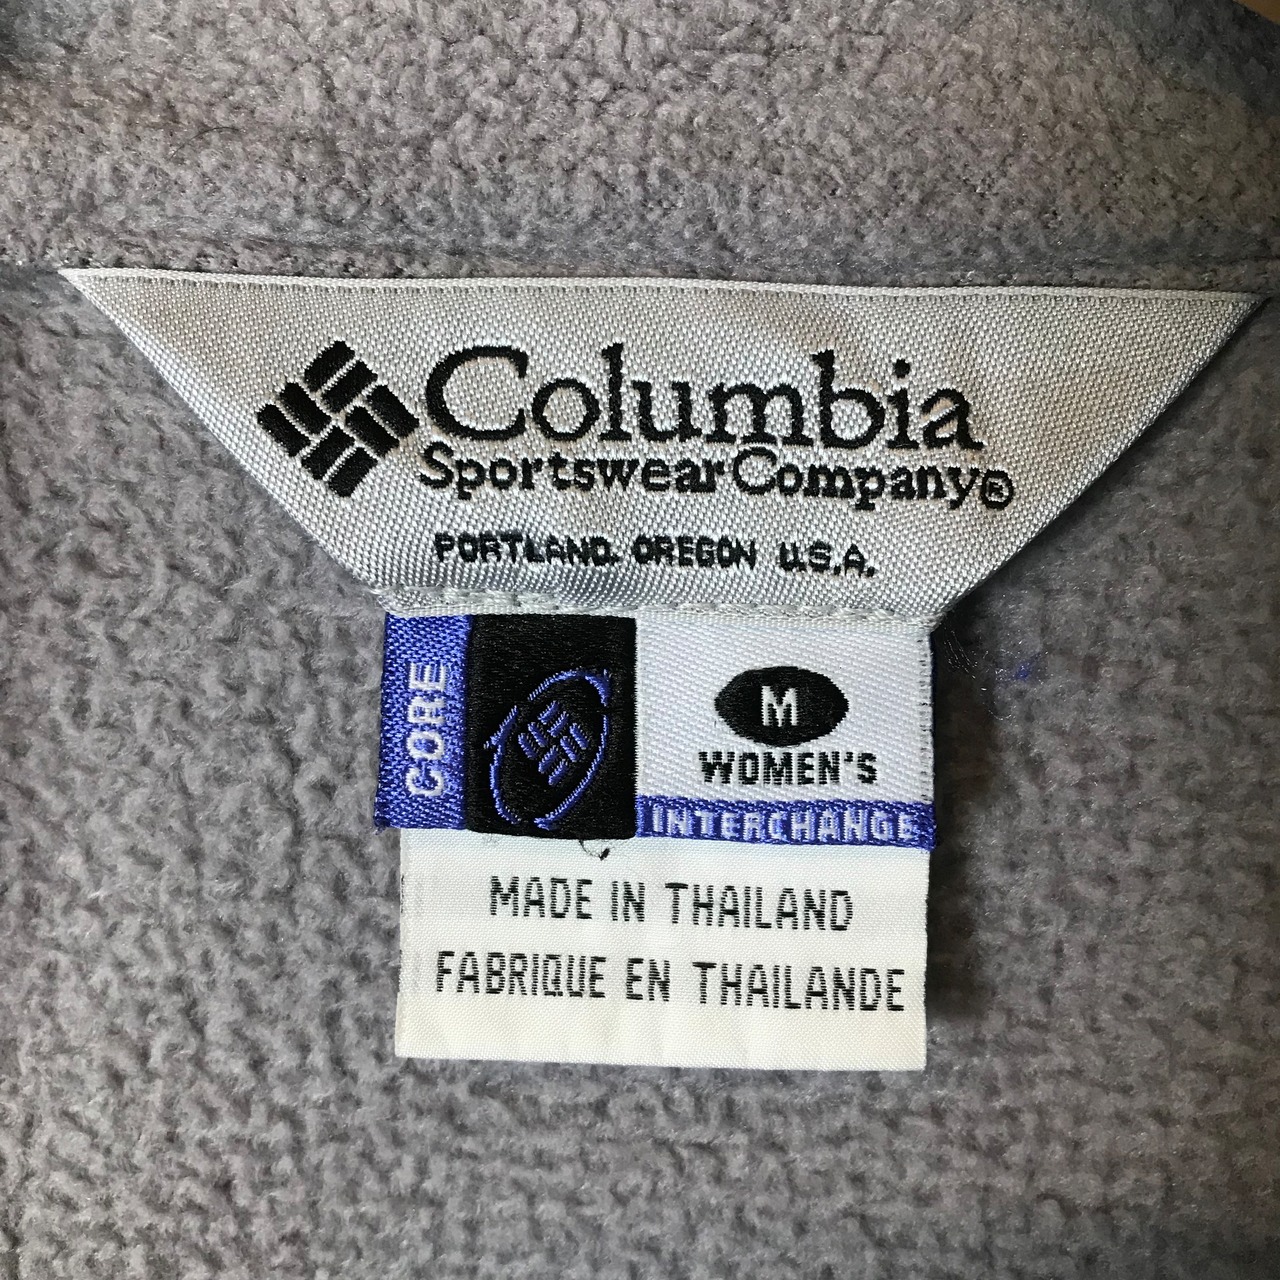 Columbia
Sportswear Company®
PORTLAND. OREGON U.S.A.
CORE
M
WOMEN'S
INTERCHANGE
MADE IN THAILAND
FABRIQUE EN THAILANDE